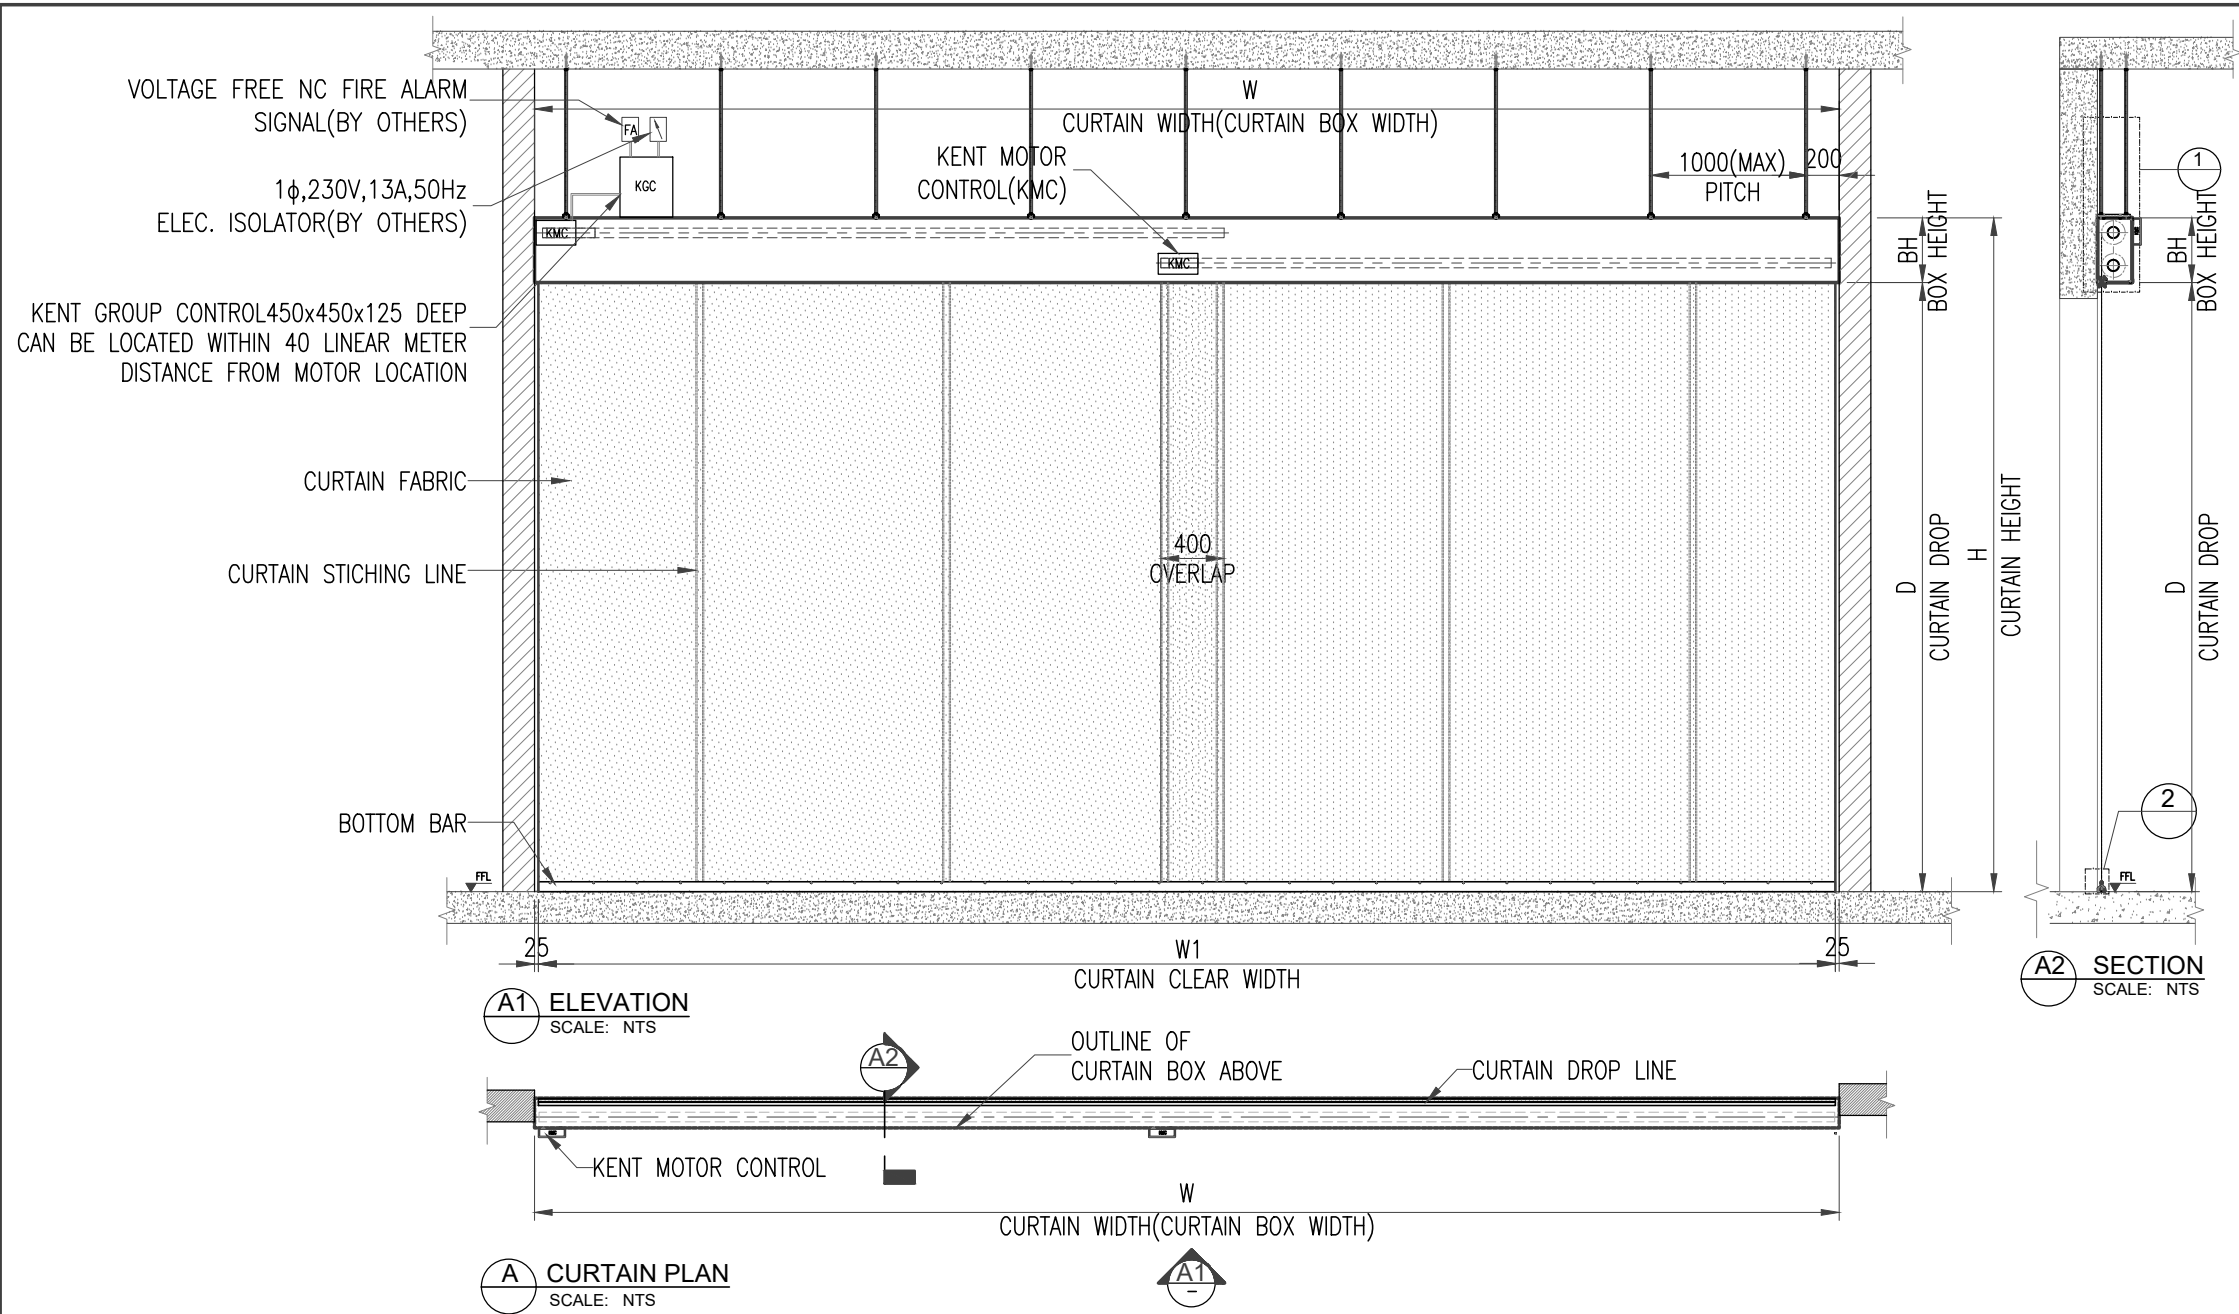 VOLTAGE FREE NC FIRE ALARM
SIGNAL(BY OTHERS)
FA
W
CURTAIN WIDTH(CURTAIN BOX WIDTH)
1ϕ,230V,13A,50Hz
ELEC. ISOLATOR(BY OTHERS)
KGC
KENT MOTOR
CONTROL(KMC)
1000(MAX)
PITCH
200
KMC
KMC
BH
BOX HEIGHT
KENT GROUP CONTROL450x450x125 DEEP
CAN BE LOCATED WITHIN 40 LINEAR METER
DISTANCE FROM MOTOR LOCATION
CURTAIN FABRIC
400
OVERLAP
CURTAIN STICHING LINE
D
CURTAIN DROP
H
CURTAIN HEIGHT
BOTTOM BAR
FFL
25
W1
CURTAIN CLEAR WIDTH
25
A1
ELEVATION
SCALE: NTS
1
BH
BOX HEIGHT
D
CURTAIN DROP
2
FFL
A2
SECTION
SCALE: NTS
A2
OUTLINE OF
CURTAIN BOX ABOVE
CURTAIN DROP LINE
KENT MOTOR CONTROL
W
CURTAIN WIDTH(CURTAIN BOX WIDTH)
A
CURTAIN PLAN
SCALE: NTS
A1
-